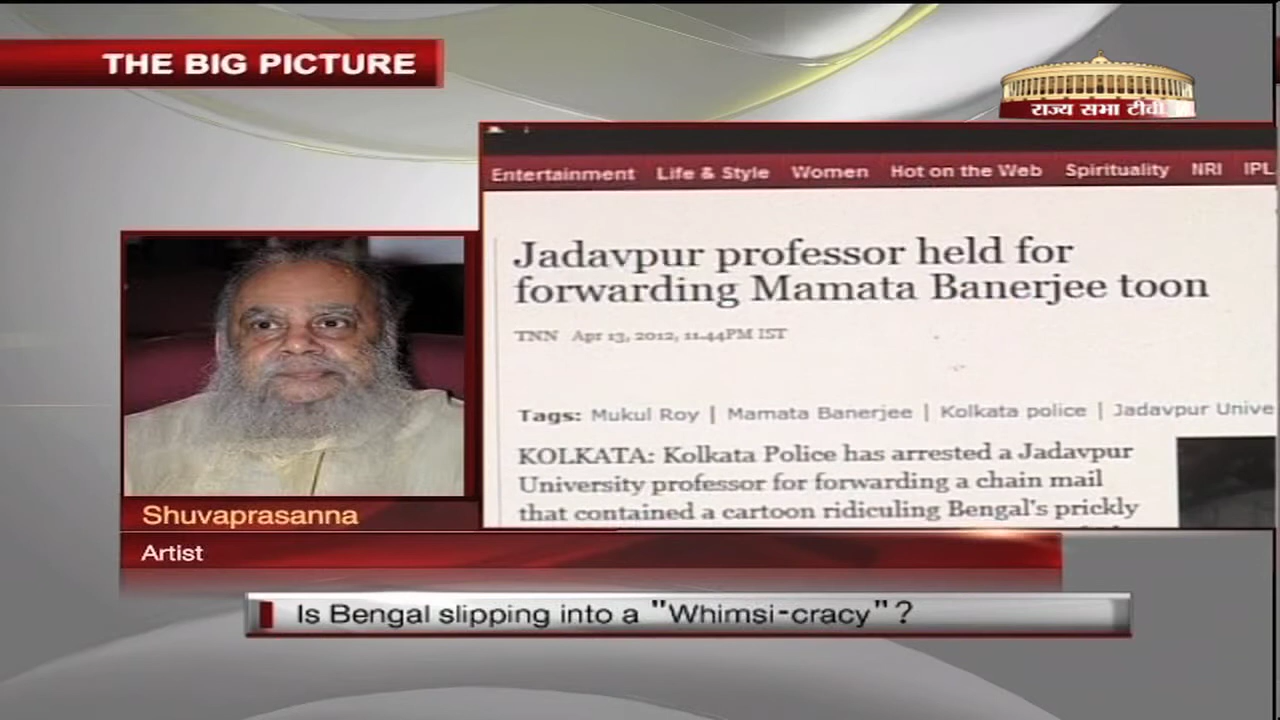 THE BIG PICTURE
राज्य सभा टीवी
Entertainment Life & Style Women Hot on the Web Spirituality NRI IPL
Jadavpur professor held for
forwarding Mamata Banerjee toon
TNN Apr 13, 2012, 11.44PM IST
Tags: Mukul Roy | Mamata Banerjee | Kolkata police | Jadavpur Unive
KOLKATA: Kolkata Police has arrested a Jadavpur
University professor for forwarding a chain mail
that contained a cartoon ridiculing Bengal's prickly
Shuvaprasanna
Artist
Is Bengal slipping into a "Whimsi-cracy"?